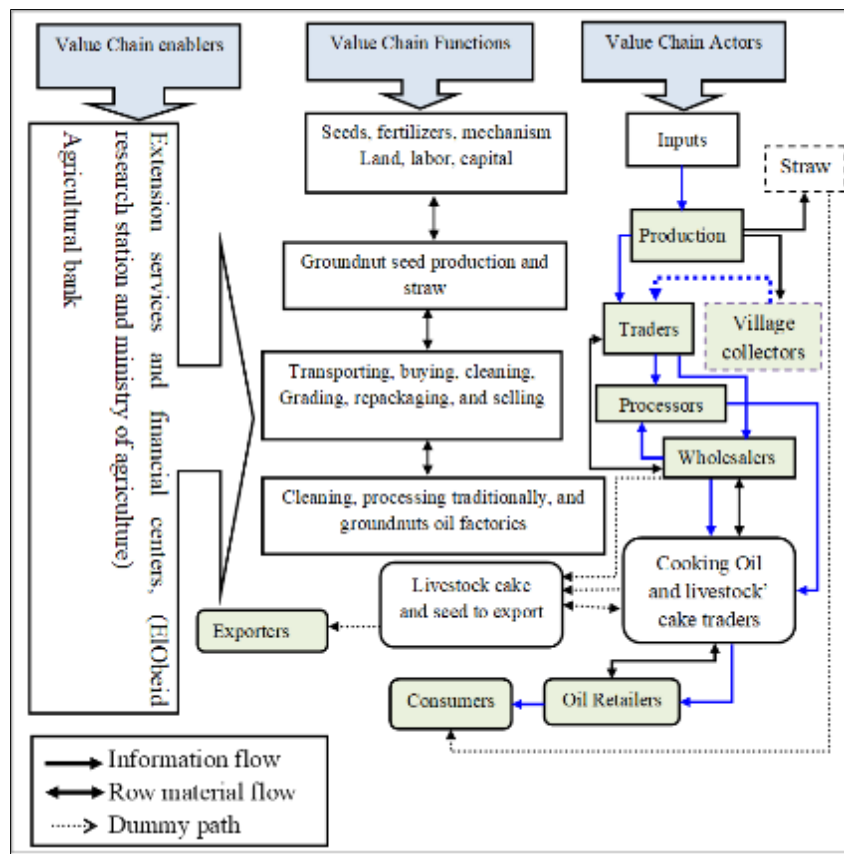 Value Chain enablers
Value Chain Functions
Value Chain Actors
Extension services and financial centers, (ElObeid
research station and ministry of agriculture)
Agricultural bank
Seeds, fertilizers, mechanism
Land, labor, capital
Groundnut seed production and
straw
Transporting, buying, cleaning,
Grading, repackaging, and selling
Cleaning, processing traditionally, and
groundnuts oil factories
Livestock cake
and seed to export
Exporters
Inputs
Straw
Production
Traders
Village
collectors
Processors
Wholesalers
Cooking Oil
and livestock’
cake traders
Consumers
Oil Retailers
Information flow
Row material flow
Dummy path